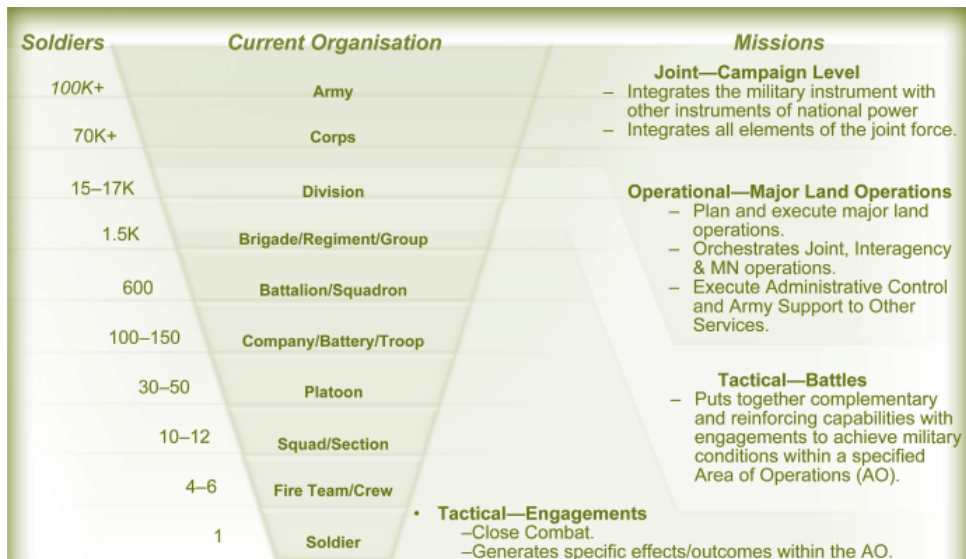 Soldiers Current Organisation Missions
100K+ Army
70K+ Corps
15–17K Division
1.5K Brigade/Regiment/Group
600 Battalion/Squadron
100–150 Company/Battery/Troop
30–50 Platoon
10–12 Squad/Section
4–6 Fire Team/Crew
1 Soldier
Joint—Campaign Level
– Integrates the military instrument with
other instruments of national power
– Integrates all elements of the joint force.
Operational—Major Land Operations
– Plan and execute major land
operations.
– Orchestrates Joint, Interagency
& MN operations.
– Execute Administrative Control
and Army Support to Other
Services.
Tactical—Battles
– Puts together complementary
and reinforcing capabilities with
engagements to achieve military
conditions within a specified
Area of Operations (AO).
• Tactical—Engagements
–Close Combat.
–Generates specific effects/outcomes within the AO.